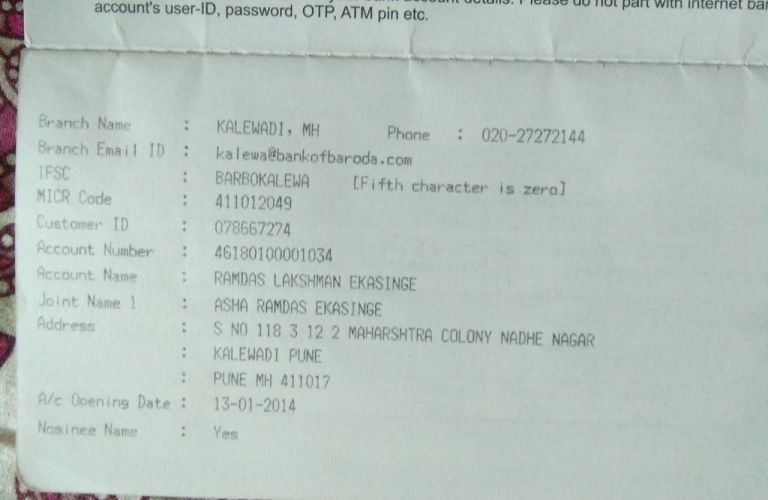 account's user-ID, password, OTP, ATM pin etc.
Branch Name : KALEWADI, MH Phone : 020-27272144
Branch Email ID : kalewa@bankofbaroda.com
IFSC : BARB0KALEWA [Fifth character is zero]
MICR Code : 411012049
Customer ID : 078667274
Account Number : 46180100001034
Account Name : RAMDAS LAKSHMAN EKASINGE
Joint Name 1 : ASHA RAMDAS EKASINGE
Address : S NO 118 3 12 2 MAHARSHTRA COLONY NADHE NAGAR
: KALEWADI PUNE
: PUNE MH 411017
A/c Opening Date : 13-01-2014
Nominee Name : Yes